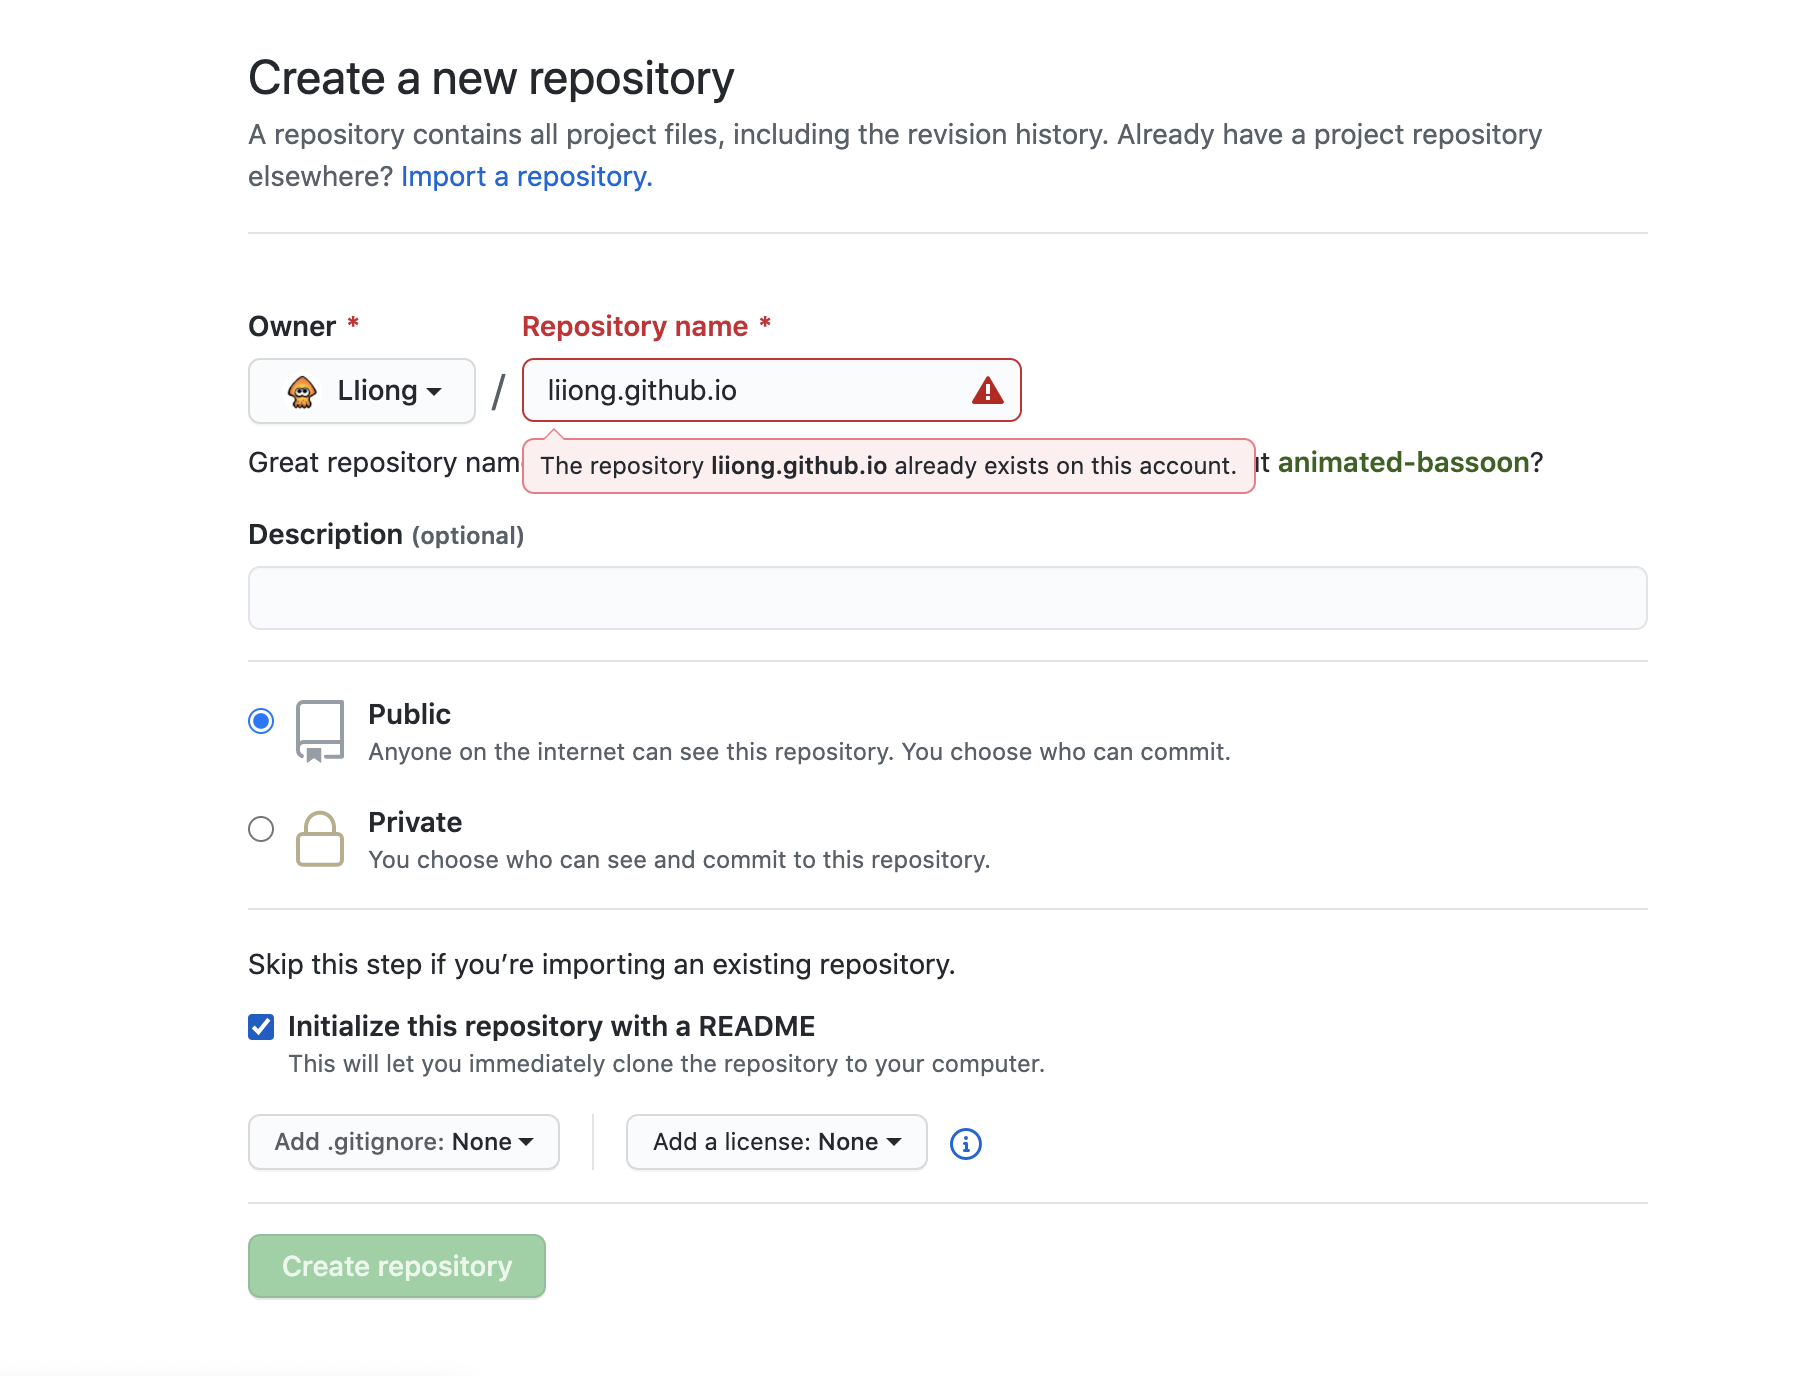 Create a new repository
A repository contains all project files, including the revision history. Already have a project repository
elsewhere? Import a repository.
Owner *
Repository name *
Lliong / liiong.github.io
The repository liiong.github.io already exists on this account.
Great repository animated-bassoon?
Description (optional)
Public
Anyone on the internet can see this repository. You choose who can commit.
Private
You choose who can see and commit to this repository.
Skip this step if you’re importing an existing repository.
Initialize this repository with a README
This will let you immediately clone the repository to your computer.
Add .gitignore: None
Add a license: None
Create repository